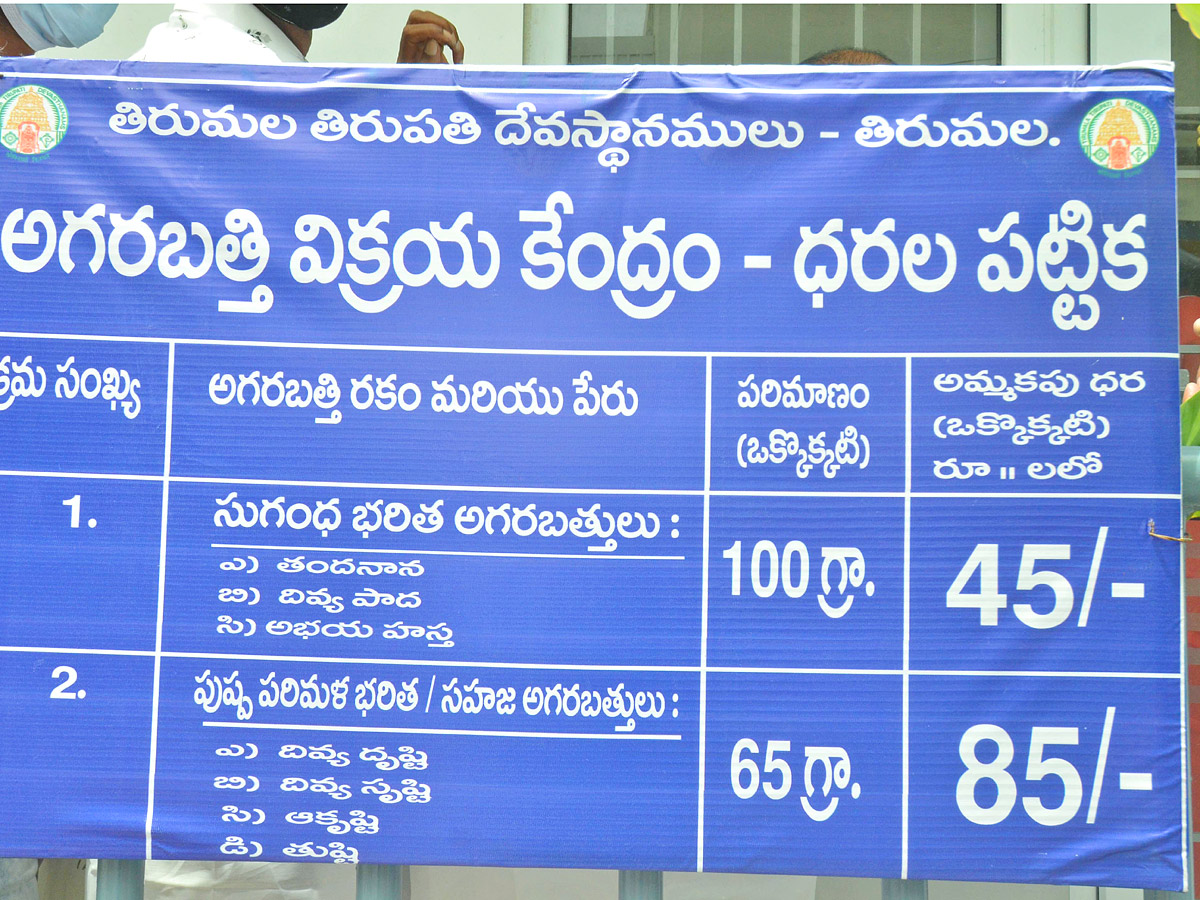 తిరుమల తిరుపతి దేవస్థానములు - తిరుమల.
అగరబత్తి విక్రయ కేంద్రం - ధరల పట్టిక
క్రమ సంఖ్య
అగరబత్తి రకం మరియు పేరు
పరిమాణం
(ఒక్కొక్కటి)
అమ్మకపు ధర
(ఒక్కొక్కటి)
రూ॥ లలో
1.
సుగంధ భరిత అగరబత్తులు :
ఎ) తందనాన
బి) దివ్య పాద
సి) అభయ హస్త
100 గ్రా.
45/-
2.
పుష్ప పరిమళ భరిత / సహజ అగరబత్తులు :
ఎ) దివ్య దృష్టి
బి) దివ్య సృష్టి
సి) ఆకృష్టి
డి) తుష్టి
65 గ్రా.
85/-